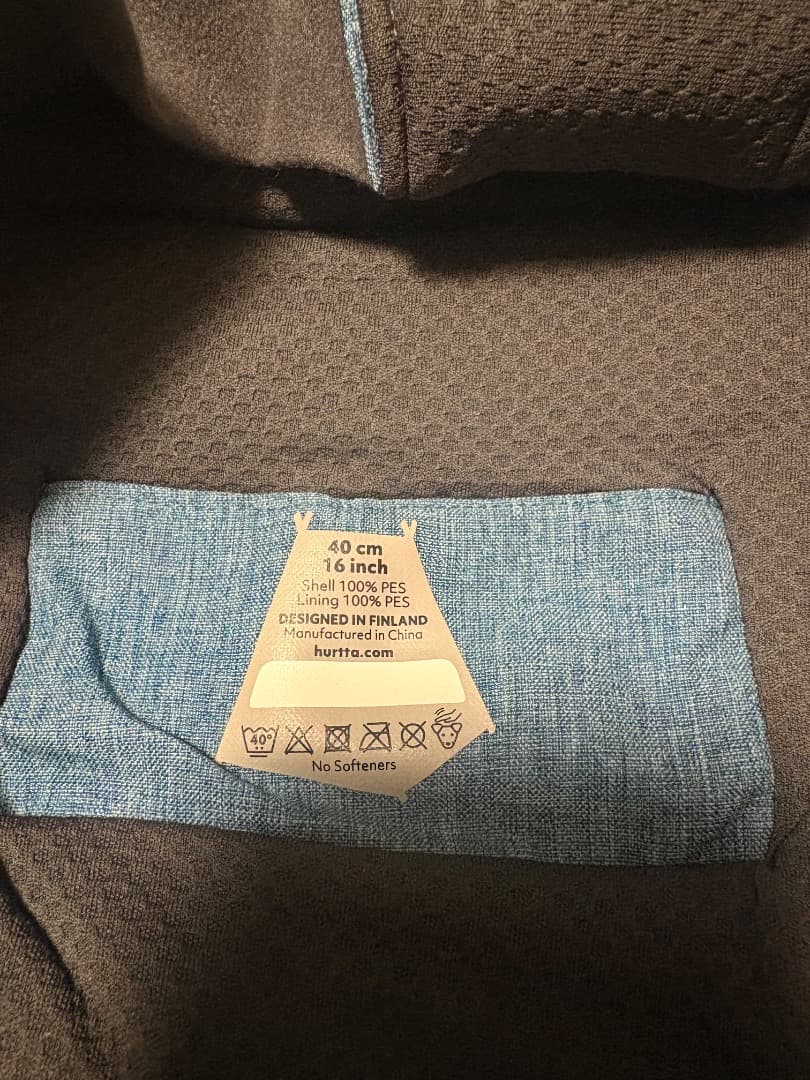 40 cm
16 inch
Shell 100% PES
Lining 100% PES
DESIGNED IN FINLAND
Manufactured in China
hurtta.com
40°
No Softeners